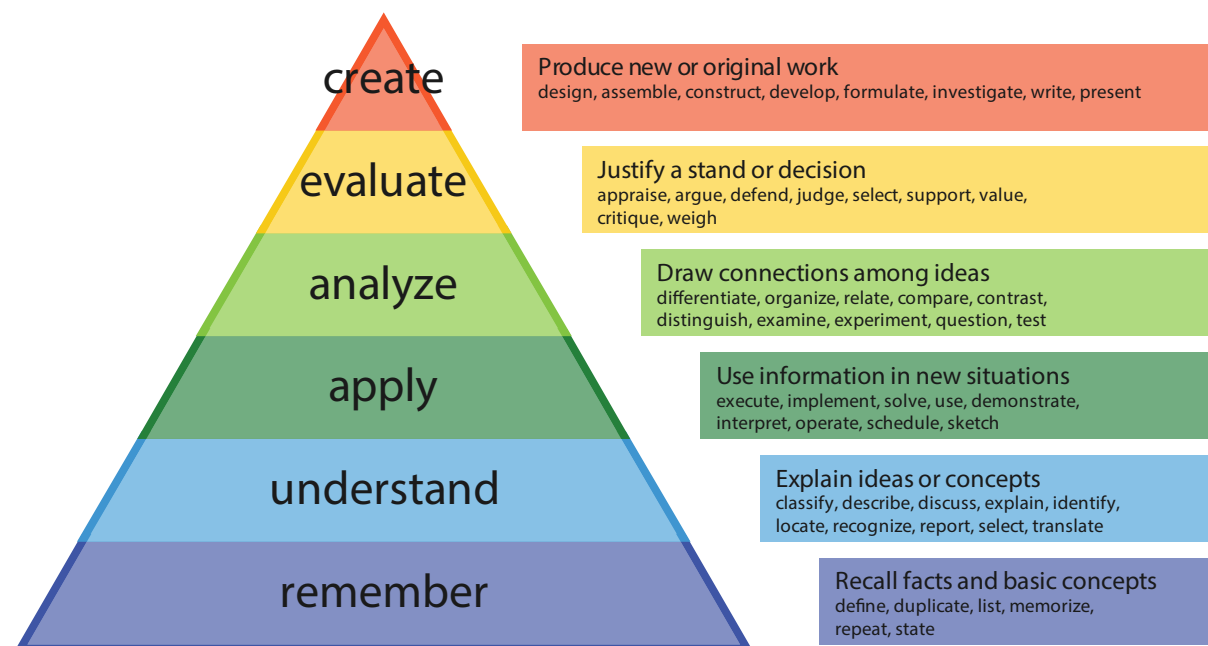 create
Produce new or original work
design, assemble, construct, develop, formulate, investigate, write, present
evaluate
Justify a stand or decision
appraise, argue, defend, judge, select, support, value,
critique, weigh
analyze
Draw connections among ideas
differentiate, organize, relate, compare, contrast,
distinguish, examine, experiment, question, test
apply
Use information in new situations
execute, implement, solve, use, demonstrate,
interpret, operate, schedule, sketch
understand
Explain ideas or concepts
classify, describe, discuss, explain, identify,
locate, recognize, report, select, translate
remember
Recall facts and basic concepts
define, duplicate, list, memorize,
repeat, state